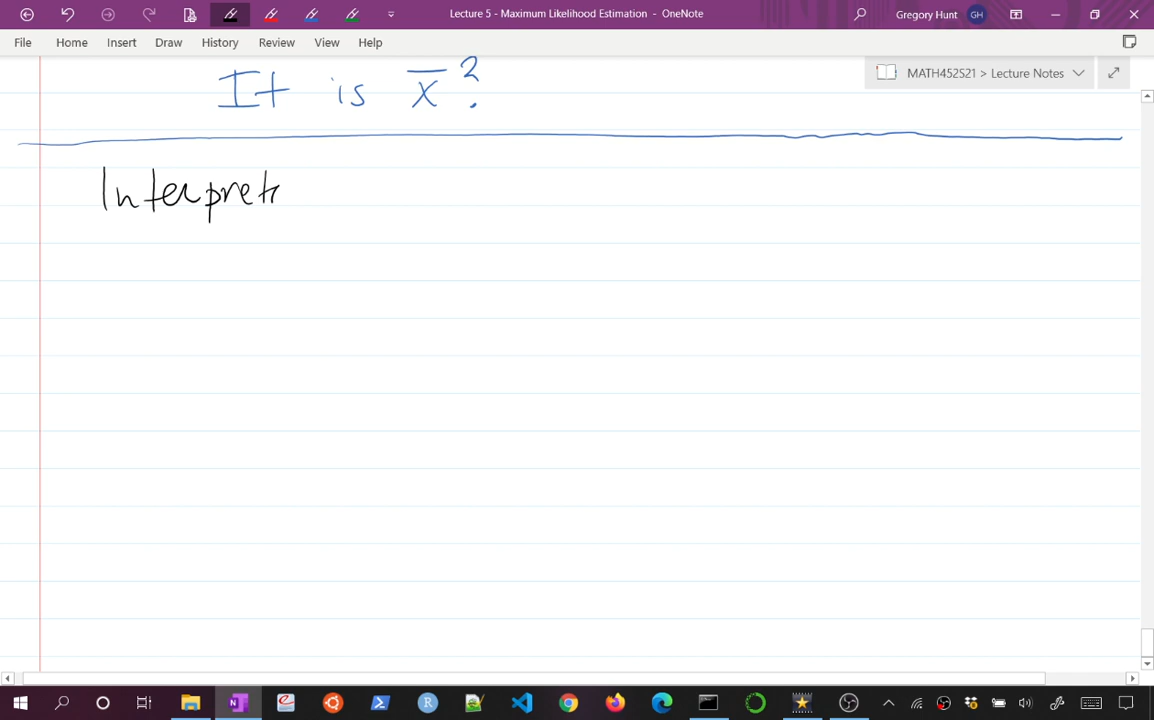 Lecture 5 - Maximum Likelihood Estimation - OneNote
Gregory Hunt
GH
File
Home
Insert
Draw
History
Review
View
Help
MATH452S21 > Lecture Notes
It is x̄?
Interpret